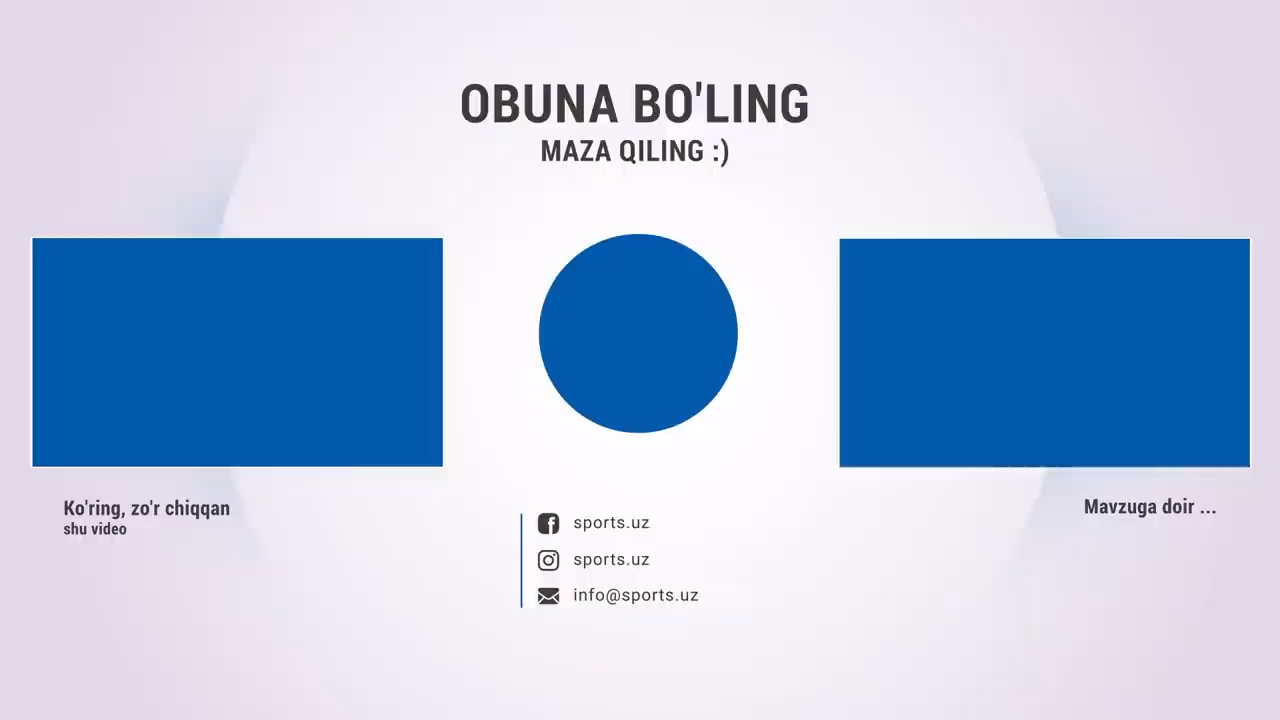 OBUNA BO'LING
MAZA QILING :)
Ko'ring, zo'r chiqqan
shu video
Mavzuga doir ...
sports.uz
sports.uz
info@sports.uz